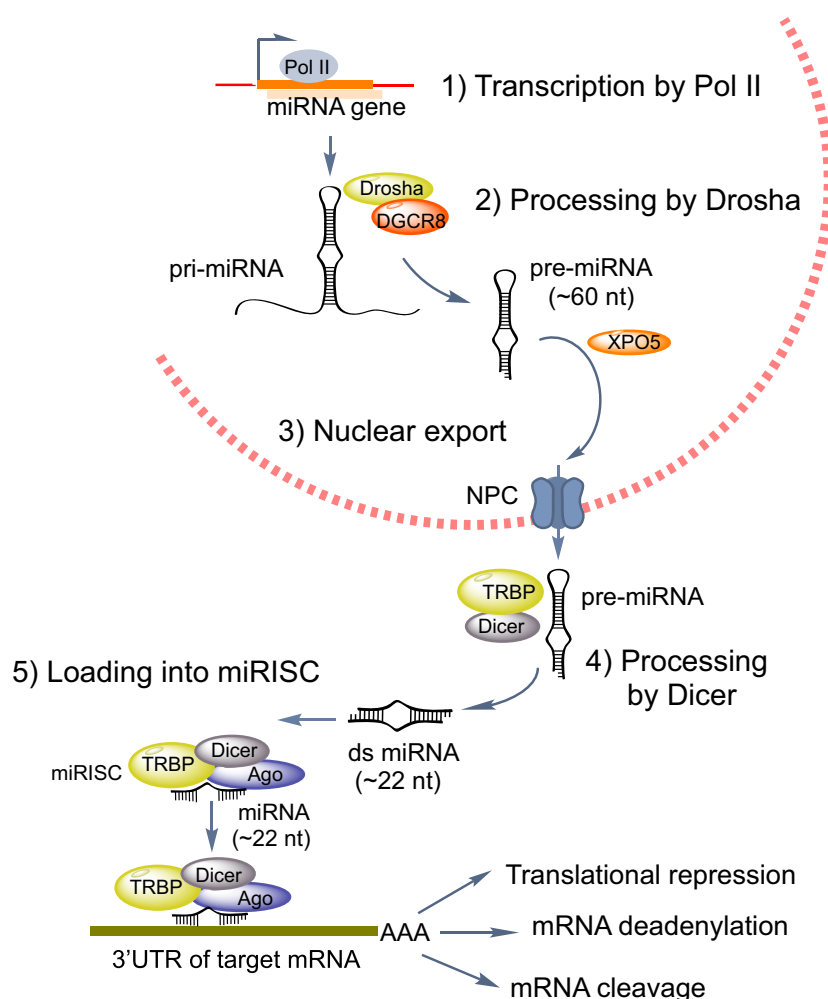 Pol II
miRNA gene
1) Transcription by Pol II
Drosha
DGCR8
2) Processing by Drosha
pri-miRNA
pre-miRNA
(~60 nt)
XPO5
3) Nuclear export
NPC
TRBP
Dicer
pre-miRNA
4) Processing
by Dicer
5) Loading into miRISC
ds miRNA
(~22 nt)
miRISC
TRBP
Dicer
Ago
miRNA
(~22 nt)
TRBP
Dicer
Ago
AAA
3’UTR of target mRNA
Translational repression
mRNA deadenylation
mRNA cleavage